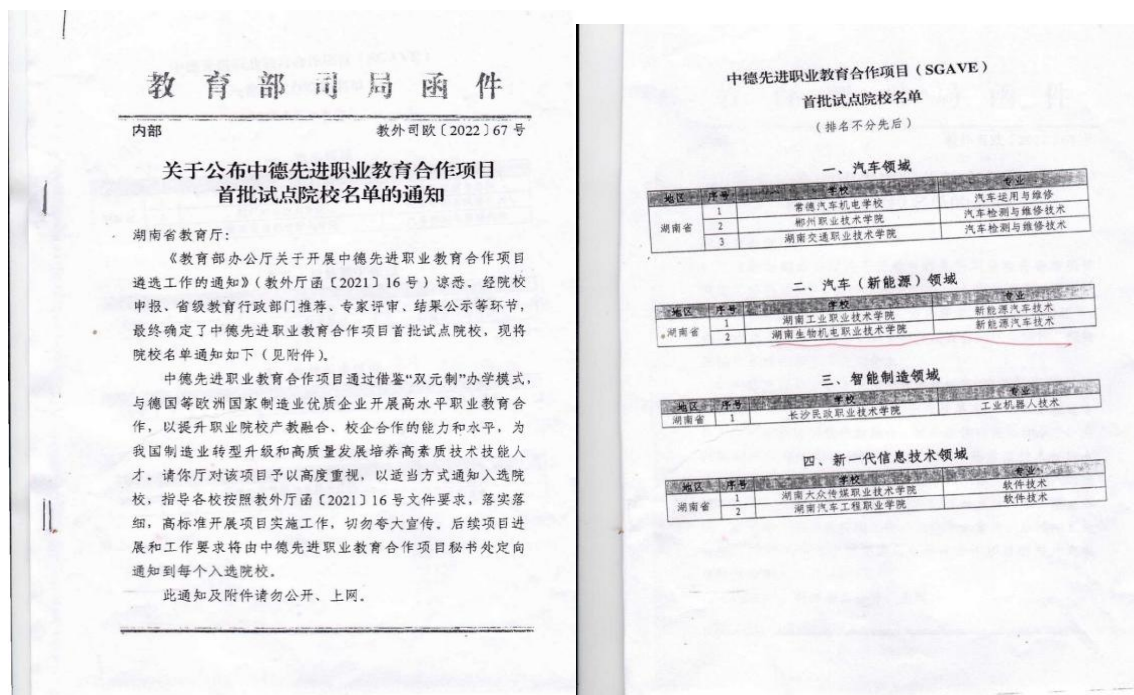 教育部司局函件
内部 教外司欧〔2022〕67号
关于公布中德先进职业教育合作项目
首批试点院校名单的通知
湖南省教育厅：
《教育部办公厅关于开展中德先进职业教育合作项目
遴选工作的通知》（教外厅函〔2021〕16号）谅悉。经院校
申报、省级教育行政部门推荐、专家评审、结果公示等环节，
最终确定了中德先进职业教育合作项目首批试点院校，现将
院校名单通知如下（见附件）。
中德先进职业教育合作项目通过借鉴“双元制”办学模式，
与德国等欧洲国家制造业优质企业开展高水平职业教育合
作，以提升职业院校产教融合、校企合作的能力和水平，为
我国制造业转型升级和高质量发展培养高素质技术技能人
才。请你厅对该项目予以高度重视，以适当方式通知入选院
校，指导各校按照教外厅函〔2021〕16号文件要求，落实落
细，高标准开展项目实施工作，切勿夸大宣传。后续项目进
展和工作要求将由中德先进职业教育合作项目秘书处定向
通知到每个入选院校。
此通知及附件请勿公开、上网。
中德先进职业教育合作项目（SGAVE）
首批试点院校名单
（排名不分先后）
一、汽车领域
地区 序号 学校 专业
湖南省 1 常德汽车机电学校 汽车运用与维修
2 郴州职业技术学院 汽车检测与维修技术
3 湖南交通职业技术学院 汽车检测与维修技术
二、汽车（新能源）领域
地区 序号 学校 专业
湖南省 1 湖南工业职业技术学院 新能源汽车技术
2 湖南生物机电职业技术学院 新能源汽车技术
三、智能制造领域
地区 序号 学校 专业
湖南省 1 长沙民政职业技术学院 工业机器人技术
四、新一代信息技术领域
地区 序号 学校 专业
湖南省 1 湖南大众传媒职业技术学院 软件技术
2 湖南汽车工程职业学院 软件技术